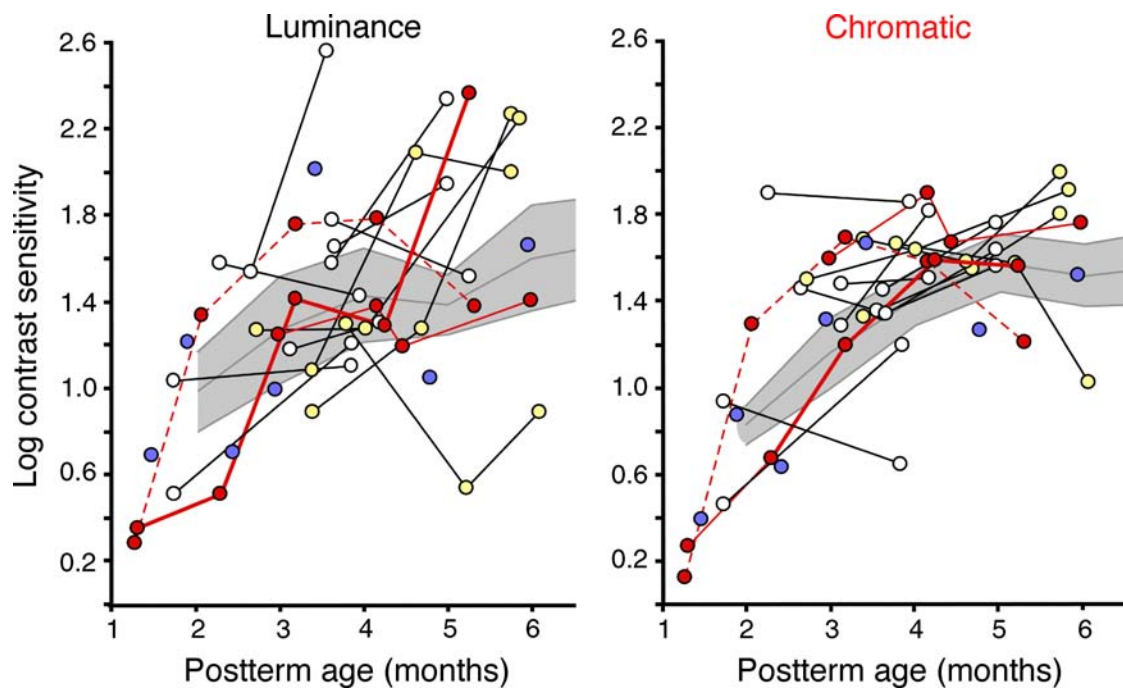 Luminance
Chromatic
Log contrast sensitivity
2.6
2.2
1.8
1.4
1.0
0.6
0.2
1 2 3 4 5 6
Postterm age (months)
2.6
2.2
1.8
1.4
1.0
0.6
0.2
1 2 3 4 5 6
Postterm age (months)